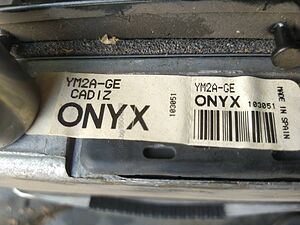 YM2A-GE
CADIZ
ONYX
103051
YM2A-GE
ONYX
103051
MADE IN SPAIN